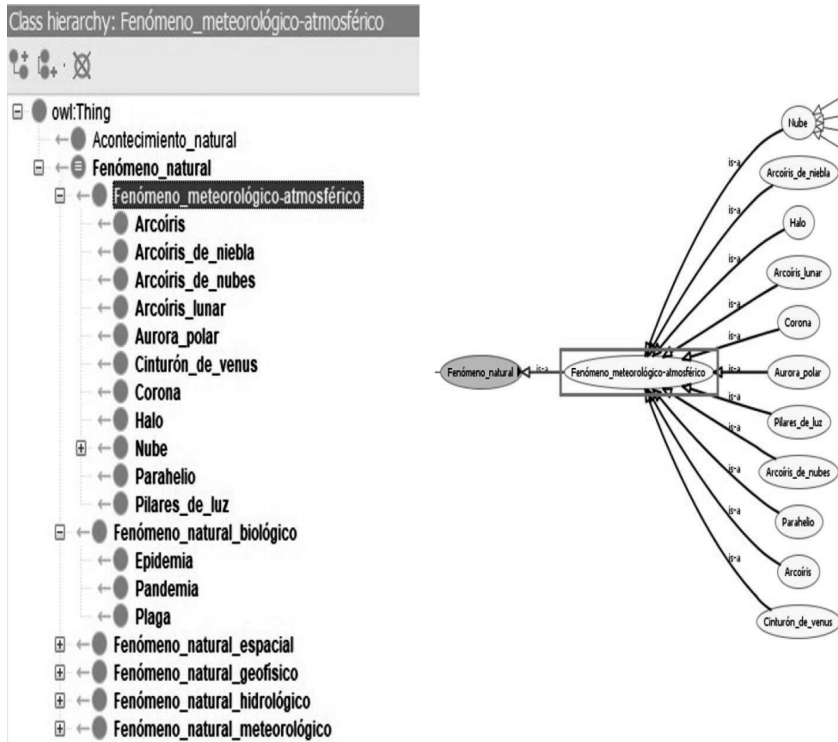 Class hierarchy: Fenómeno_meteorológico-atmosférico
owl:Thing
Acontecimiento_natural
Fenómeno_natural
Fenómeno_meteorológico-atmosférico
Arcoíris
Arcoíris_de_niebla
Arcoíris_de_nubes
Arcoíris_lunar
Aurora_polar
Cinturón_de_venus
Corona
Halo
Nube
Parahelio
Pilares_de_luz
Fenómeno_natural_biológico
Epidemia
Pandemia
Plaga
Fenómeno_natural_espacial
Fenómeno_natural_geofísico
Fenómeno_natural_hidrológico
Fenómeno_natural_meteorológico
Nube
is-a
Arcoíris_de_niebla
is-a
Halo
is-a
Arcoíris_lunar
is-a
Corona
is-a
Fenómeno_natural
is-a
Fenómeno_meteorológico-atmosférico
is-a
Aurora_polar
is-a
Pilares_de_luz
is-a
Arcoíris_de_nubes
is-a
Parahelio
is-a
Arcoíris
is-a
Cinturón_de_venus